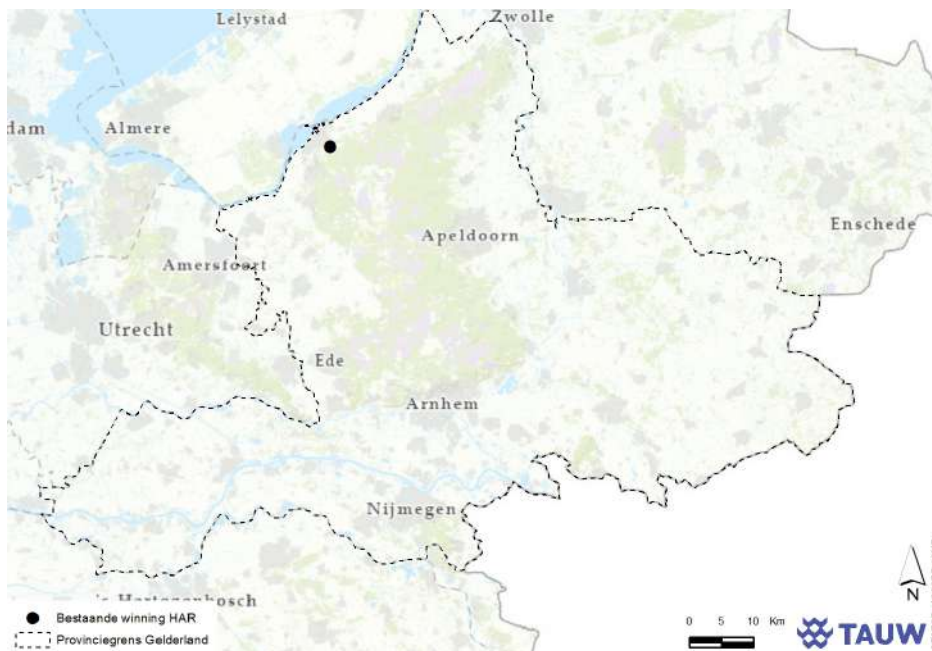 Lelystad
Zwolle
dam
Almere
Apeldoorn
Enschede
Amersfoort
Utrecht
Ede
Arnhem
Nijmegen
's Hertogenbosch
Bestaande winning HAR
Provinciegrens Gelderland
N
0 5 10 Km
TAUW